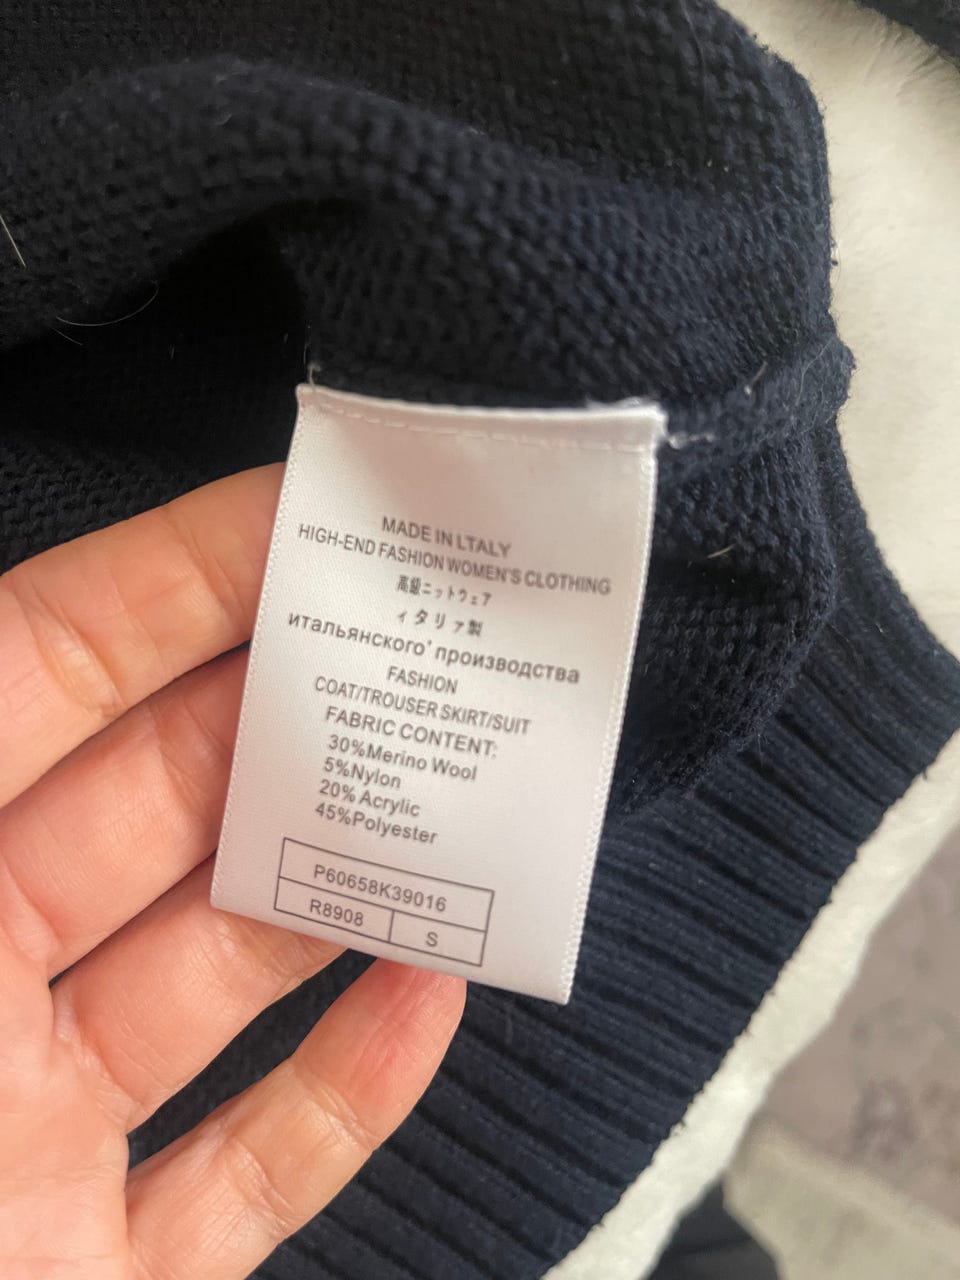 MADE IN LTALY
HIGH-END FASHION WOMEN'S CLOTHING
高級ニットウェア
ィタリァ製
итальянского' производства
FASHION
COAT/TROUSER SKIRT/SUIT
FABRIC CONTENT:
30%Merino Wool
5%Nylon
20% Acrylic
45%Polyester
P60658K39016
R8908 S